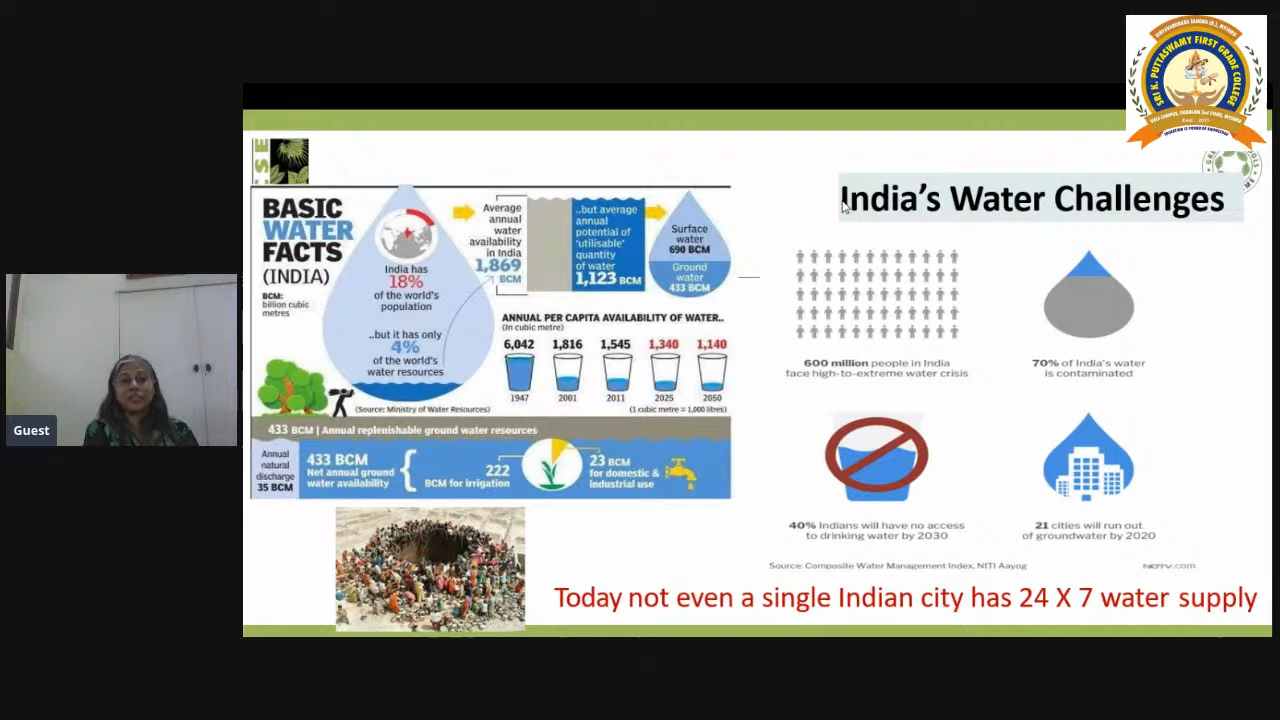 SRI K. PUTTASWAMY FIRST GRADE COLLEGE
Guest
India's Water Challenges
BASIC
WATER
FACTS
(INDIA)
BCM:
billion cubic
metres
India has
18%
of the world's
population
..but it has only
4%
of the world's
water resources
(Source: Ministry of Water Resources)
Average
annual
water
availability
in India
1,869
BCM
..but average
annual
potential of
'utilisable'
quantity
of water
1,123 BCM
Surface
water
690 BCM
Ground
water
433 BCM
ANNUAL PER CAPITA AVAILABILITY OF WATER..
(In cubic metre)
6,042 1,816 1,545 1,340 1,140
1947 2001 2011 2025 2050
(1 cubic metre = 1,000 litres)
433 BCM | Annual replenishable ground water resources
Annual
natural
discharge
35 BCM
433 BCM
Net annual ground
water availability
222
BCM for irrigation
23 BCM
for domestic &
industrial use
600 million people in India
face high-to-extreme water crisis
70% of India's water
is contaminated
40% Indians will have no access
to drinking water by 2030
21 cities will run out
of groundwater by 2020
Source: Composite Water Management Index, NITI Aayog
NDTV.com
Today not even a single Indian city has 24 X 7 water supply